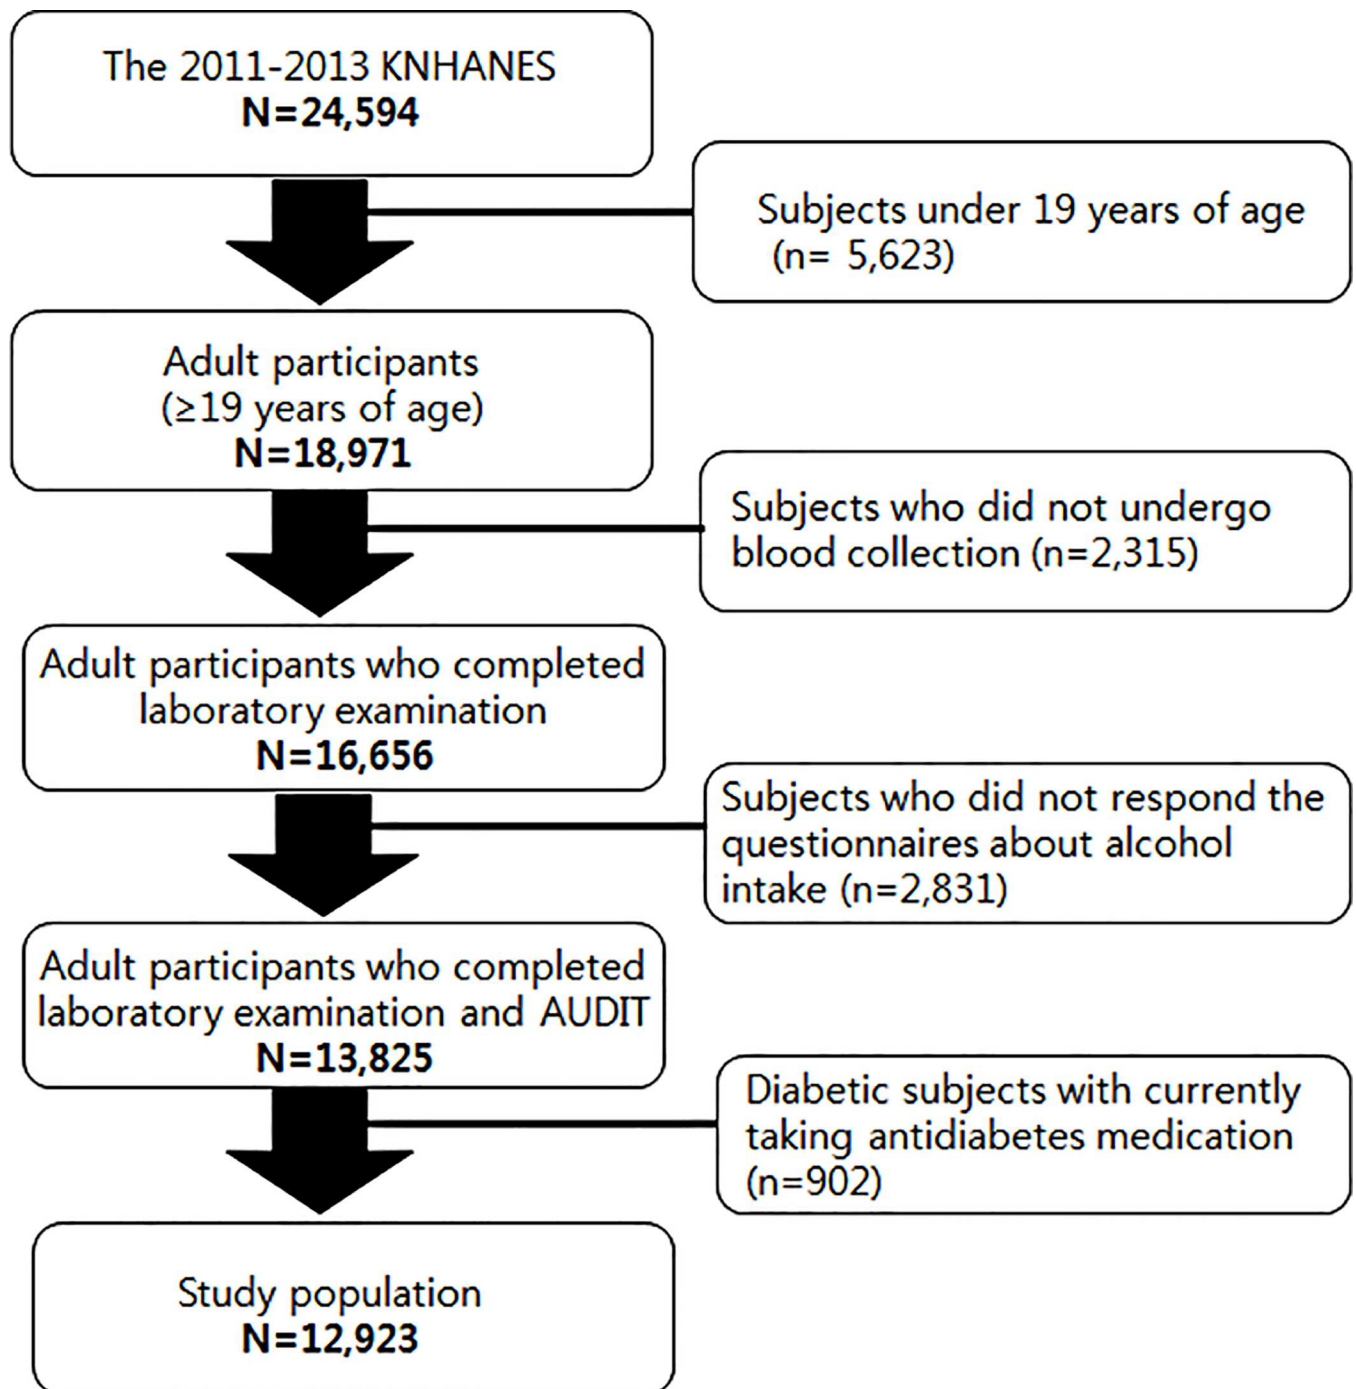 The 2011-2013 KNHANES
N=24,594
Subjects under 19 years of age
(n= 5,623)
Adult participants
(≥19 years of age)
N=18,971
Subjects who did not undergo
blood collection (n=2,315)
Adult participants who completed
laboratory examination
N=16,656
Subjects who did not respond the
questionnaires about alcohol
intake (n=2,831)
Adult participants who completed
laboratory examination and AUDIT
N=13,825
Diabetic subjects with currently
taking antidiabetes medication
(n=902)
Study population
N=12,923